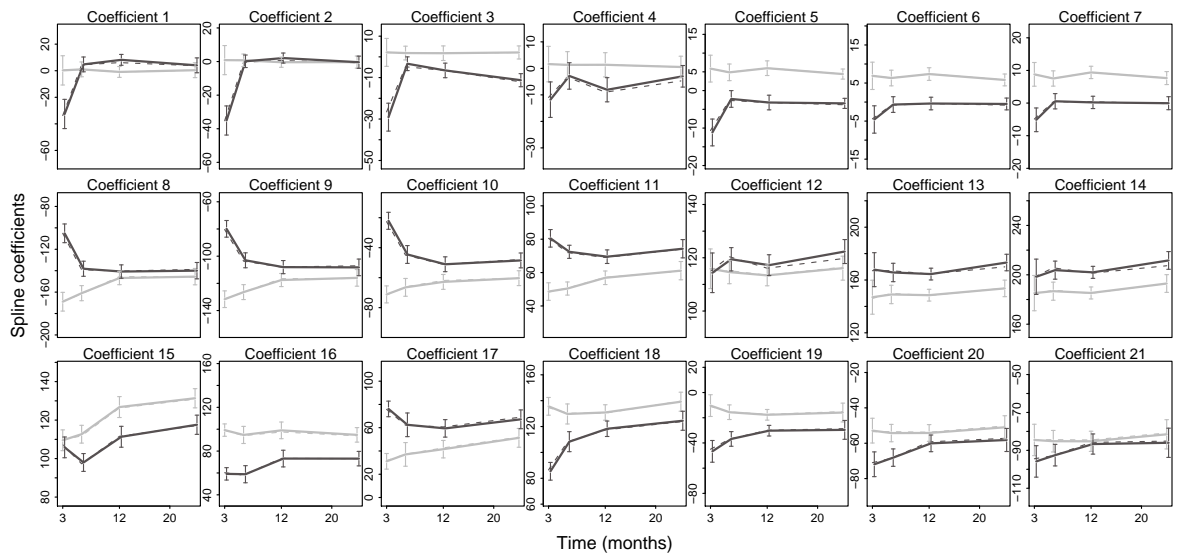 Coefficient 1 Coefficient 2 Coefficient 3 Coefficient 4 Coefficient 5 Coefficient 6 Coefficient 7
20 0 −20 −60
20 0 −20 −40 −60
10 −10 −30 −50
10 0 −10 −30
15 10 5 0 −5 −10 −20
15 5 −5 −15
20 10 0 −10 −20
Coefficient 8 Coefficient 9 Coefficient 10 Coefficient 11 Coefficient 12 Coefficient 13 Coefficient 14
−80 −120 −140 −160 −200
−60 −100 −140
−40 −80
100 80 60 40
140 120 100
220 160 120
240 200 160
Coefficient 15 Coefficient 16 Coefficient 17 Coefficient 18 Coefficient 19 Coefficient 20 Coefficient 21
140 120 100 80
160 120 80 40
100 60 40 20 0
160 120 80 60
20 0 −40 −80
−20 −40 −60 −80
−50 −70 −90 −110
3 12 20 3 12 20 3 12 20 3 12 20 3 12 20 3 12 20 3 12 20
Spline coefficients
Time (months)